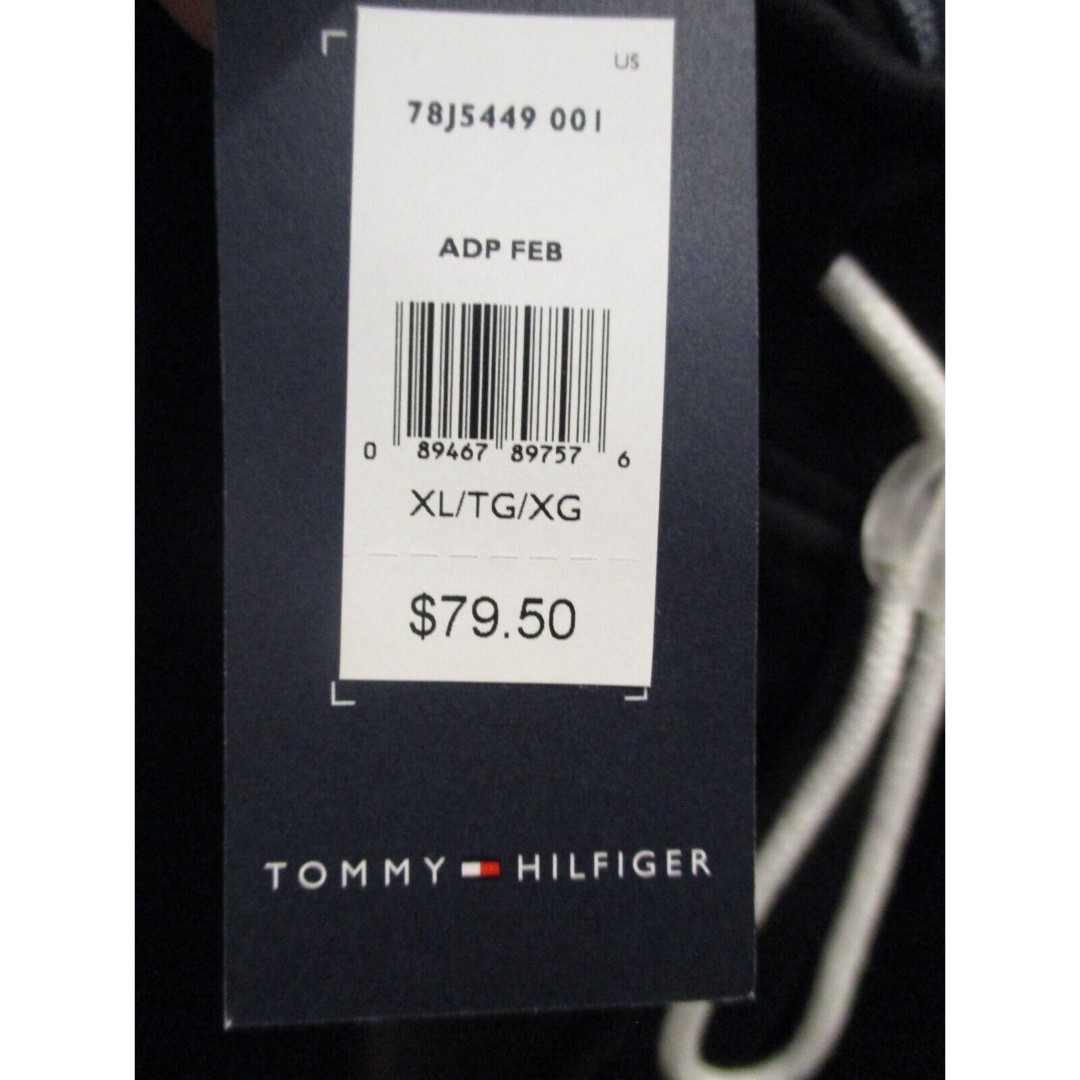 US
78J5449 001
ADP FEB
0 89467 89757 6
XL/TG/XG
$79.50
TOMMY HILFIGER